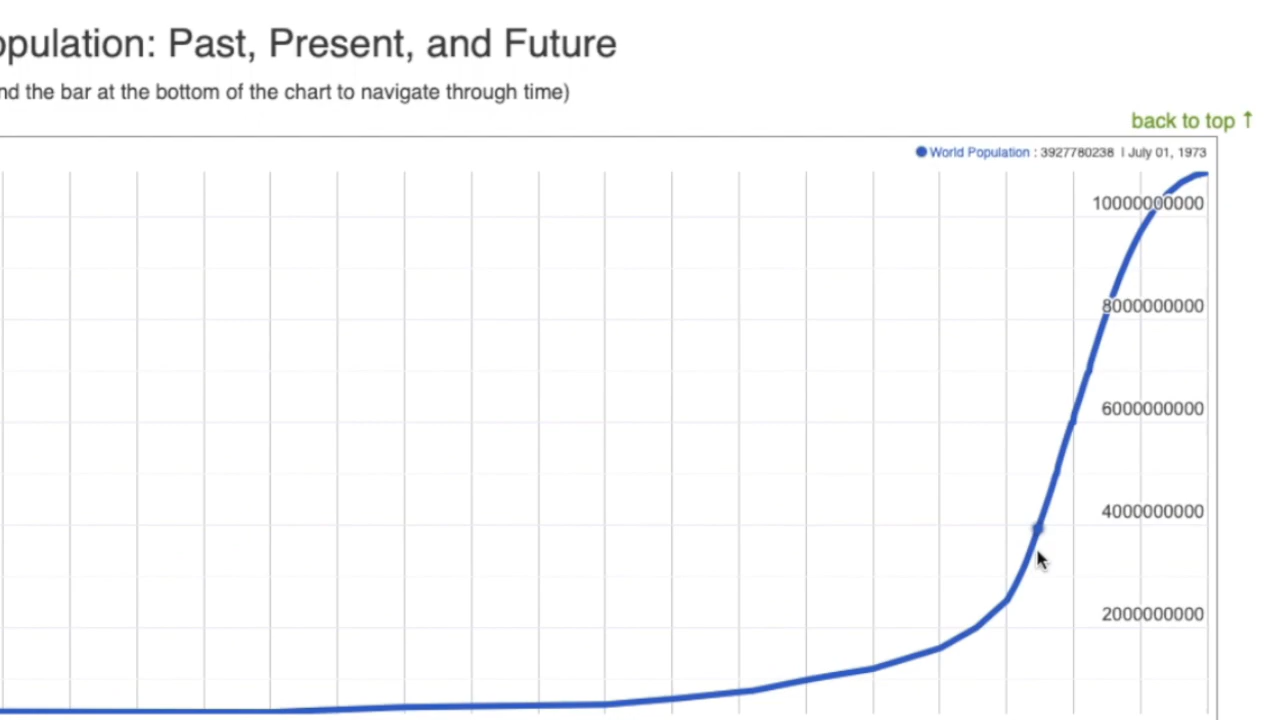 opulation: Past, Present, and Future
nd the bar at the bottom of the chart to navigate through time)
back to top ↑
World Population : 3927780238 | July 01, 1973
10000000000
8000000000
6000000000
4000000000
2000000000